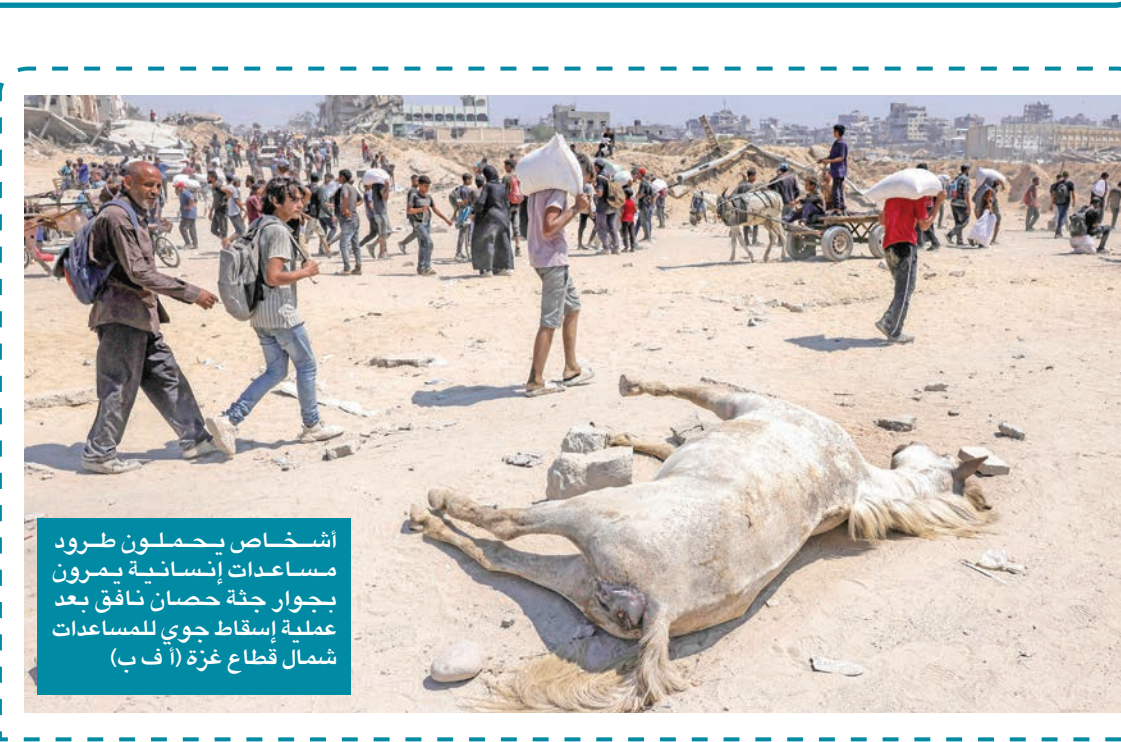 أشخاص يحملون طرود
مساعدات إنسانية يمرون
بجوار جثة حصان نافق بعد
عملية إسقاط جوي للمساعدات
شمال قطاع غزة (أ ف ب)